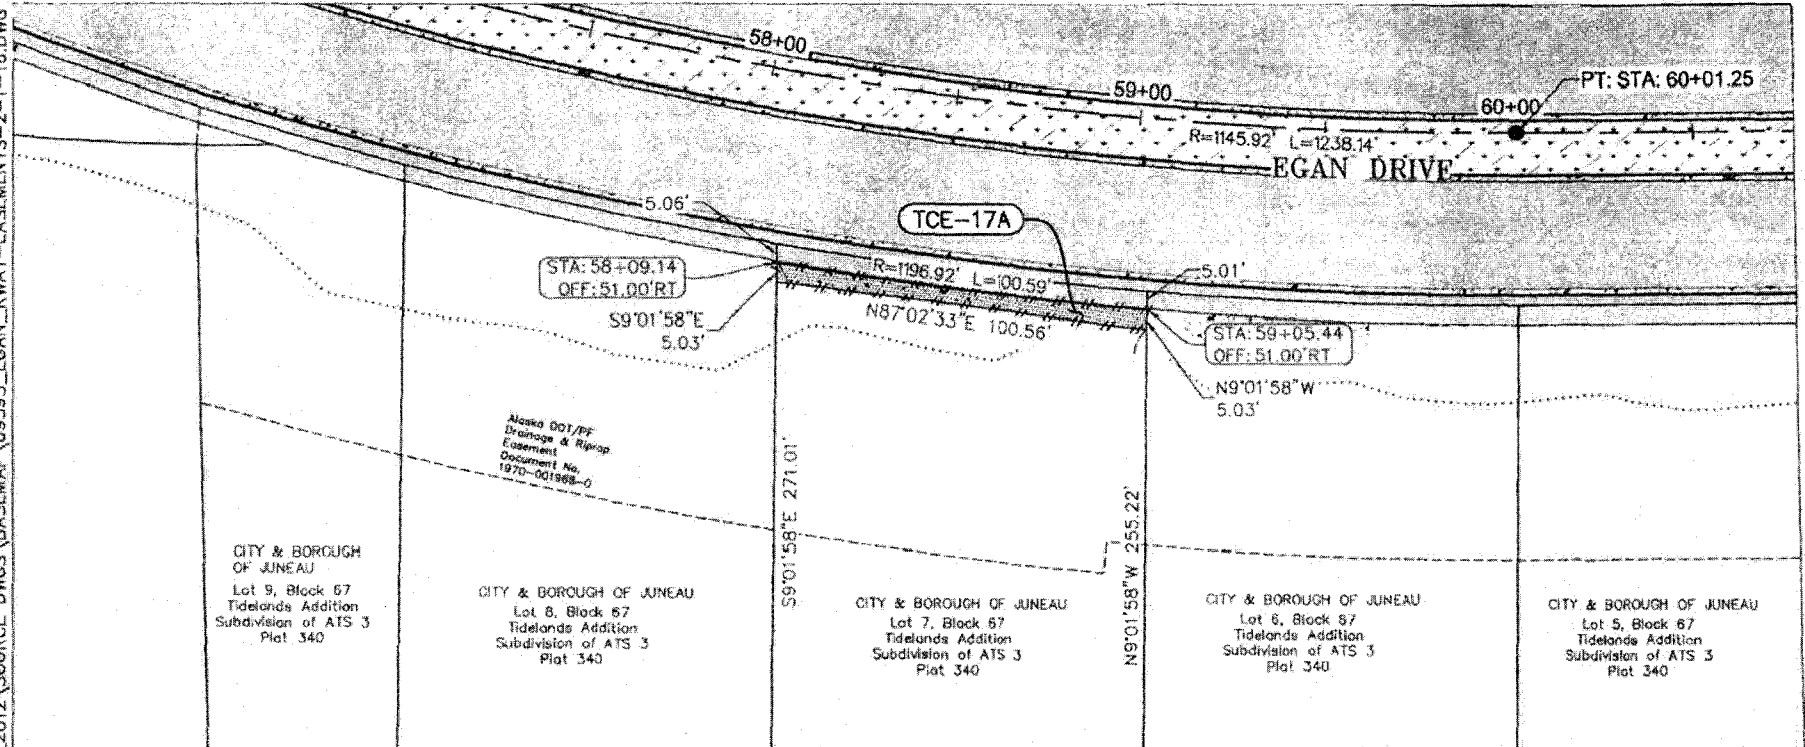 58+00
59+00
60+00
PT: STA: 60+01.25
R=1145.92' L=1238.14'
EGAN DRIVE
5.06'
TCE-17A
STA: 58+09.14
OFF: 51.00'RT
R=1196.92' L=100.59'
5.01'
S9°01'58"E
5.03'
N87°02'33"E 100.56'
STA: 59+05.44
OFF: 51.00'RT
N9°01'58"W
5.03'
Alaska DOT/PF
Drainage & Riprap
Easement
Document No.
1970-001968-0
S9°01'58"E 271.01'
N9°01'58"W 255.22'
CITY & BOROUGH
OF JUNEAU
Lot 9, Block 67
Tidelands Addition
Subdivision of ATS 3
Plat 340
CITY & BOROUGH OF JUNEAU
Lot 8, Block 67
Tidelands Addition
Subdivision of ATS 3
Plat 340
CITY & BOROUGH OF JUNEAU
Lot 7, Block 67
Tidelands Addition
Subdivision of ATS 3
Plat 340
CITY & BOROUGH OF JUNEAU
Lot 6, Block 67
Tidelands Addition
Subdivision of ATS 3
Plat 340
CITY & BOROUGH OF JUNEAU
Lot 5, Block 67
Tidelands Addition
Subdivision of ATS 3
Plat 340